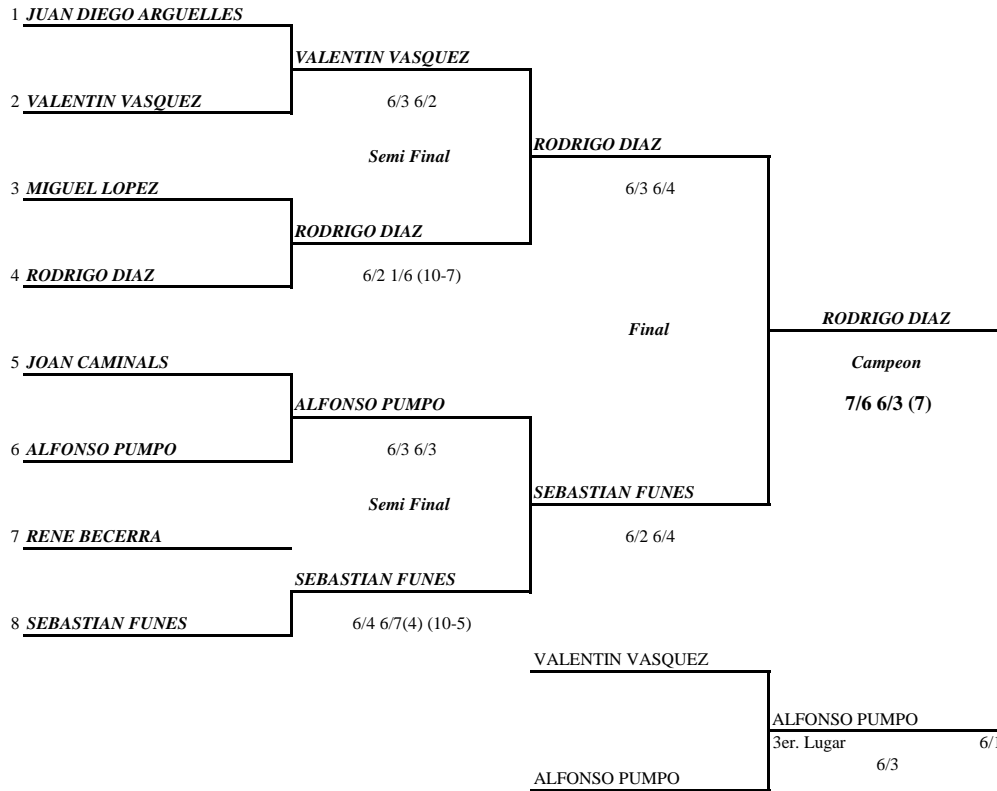 1 JUAN DIEGO ARGUELLES
VALENTIN VASQUEZ
2 VALENTIN VASQUEZ
6/3 6/2
Semi Final
RODRIGO DIAZ
3 MIGUEL LOPEZ
6/3 6/4
RODRIGO DIAZ
4 RODRIGO DIAZ
6/2 1/6 (10-7)
Final
RODRIGO DIAZ
5 JOAN CAMINALS
Campeon
ALFONSO PUMPO
7/6 6/3 (7)
6 ALFONSO PUMPO
6/3 6/3
Semi Final
SEBASTIAN FUNES
7 RENE BECERRA
6/2 6/4
SEBASTIAN FUNES
8 SEBASTIAN FUNES
6/4 6/7(4) (10-5)
VALENTIN VASQUEZ
ALFONSO PUMPO
3er. Lugar
6/3
ALFONSO PUMPO